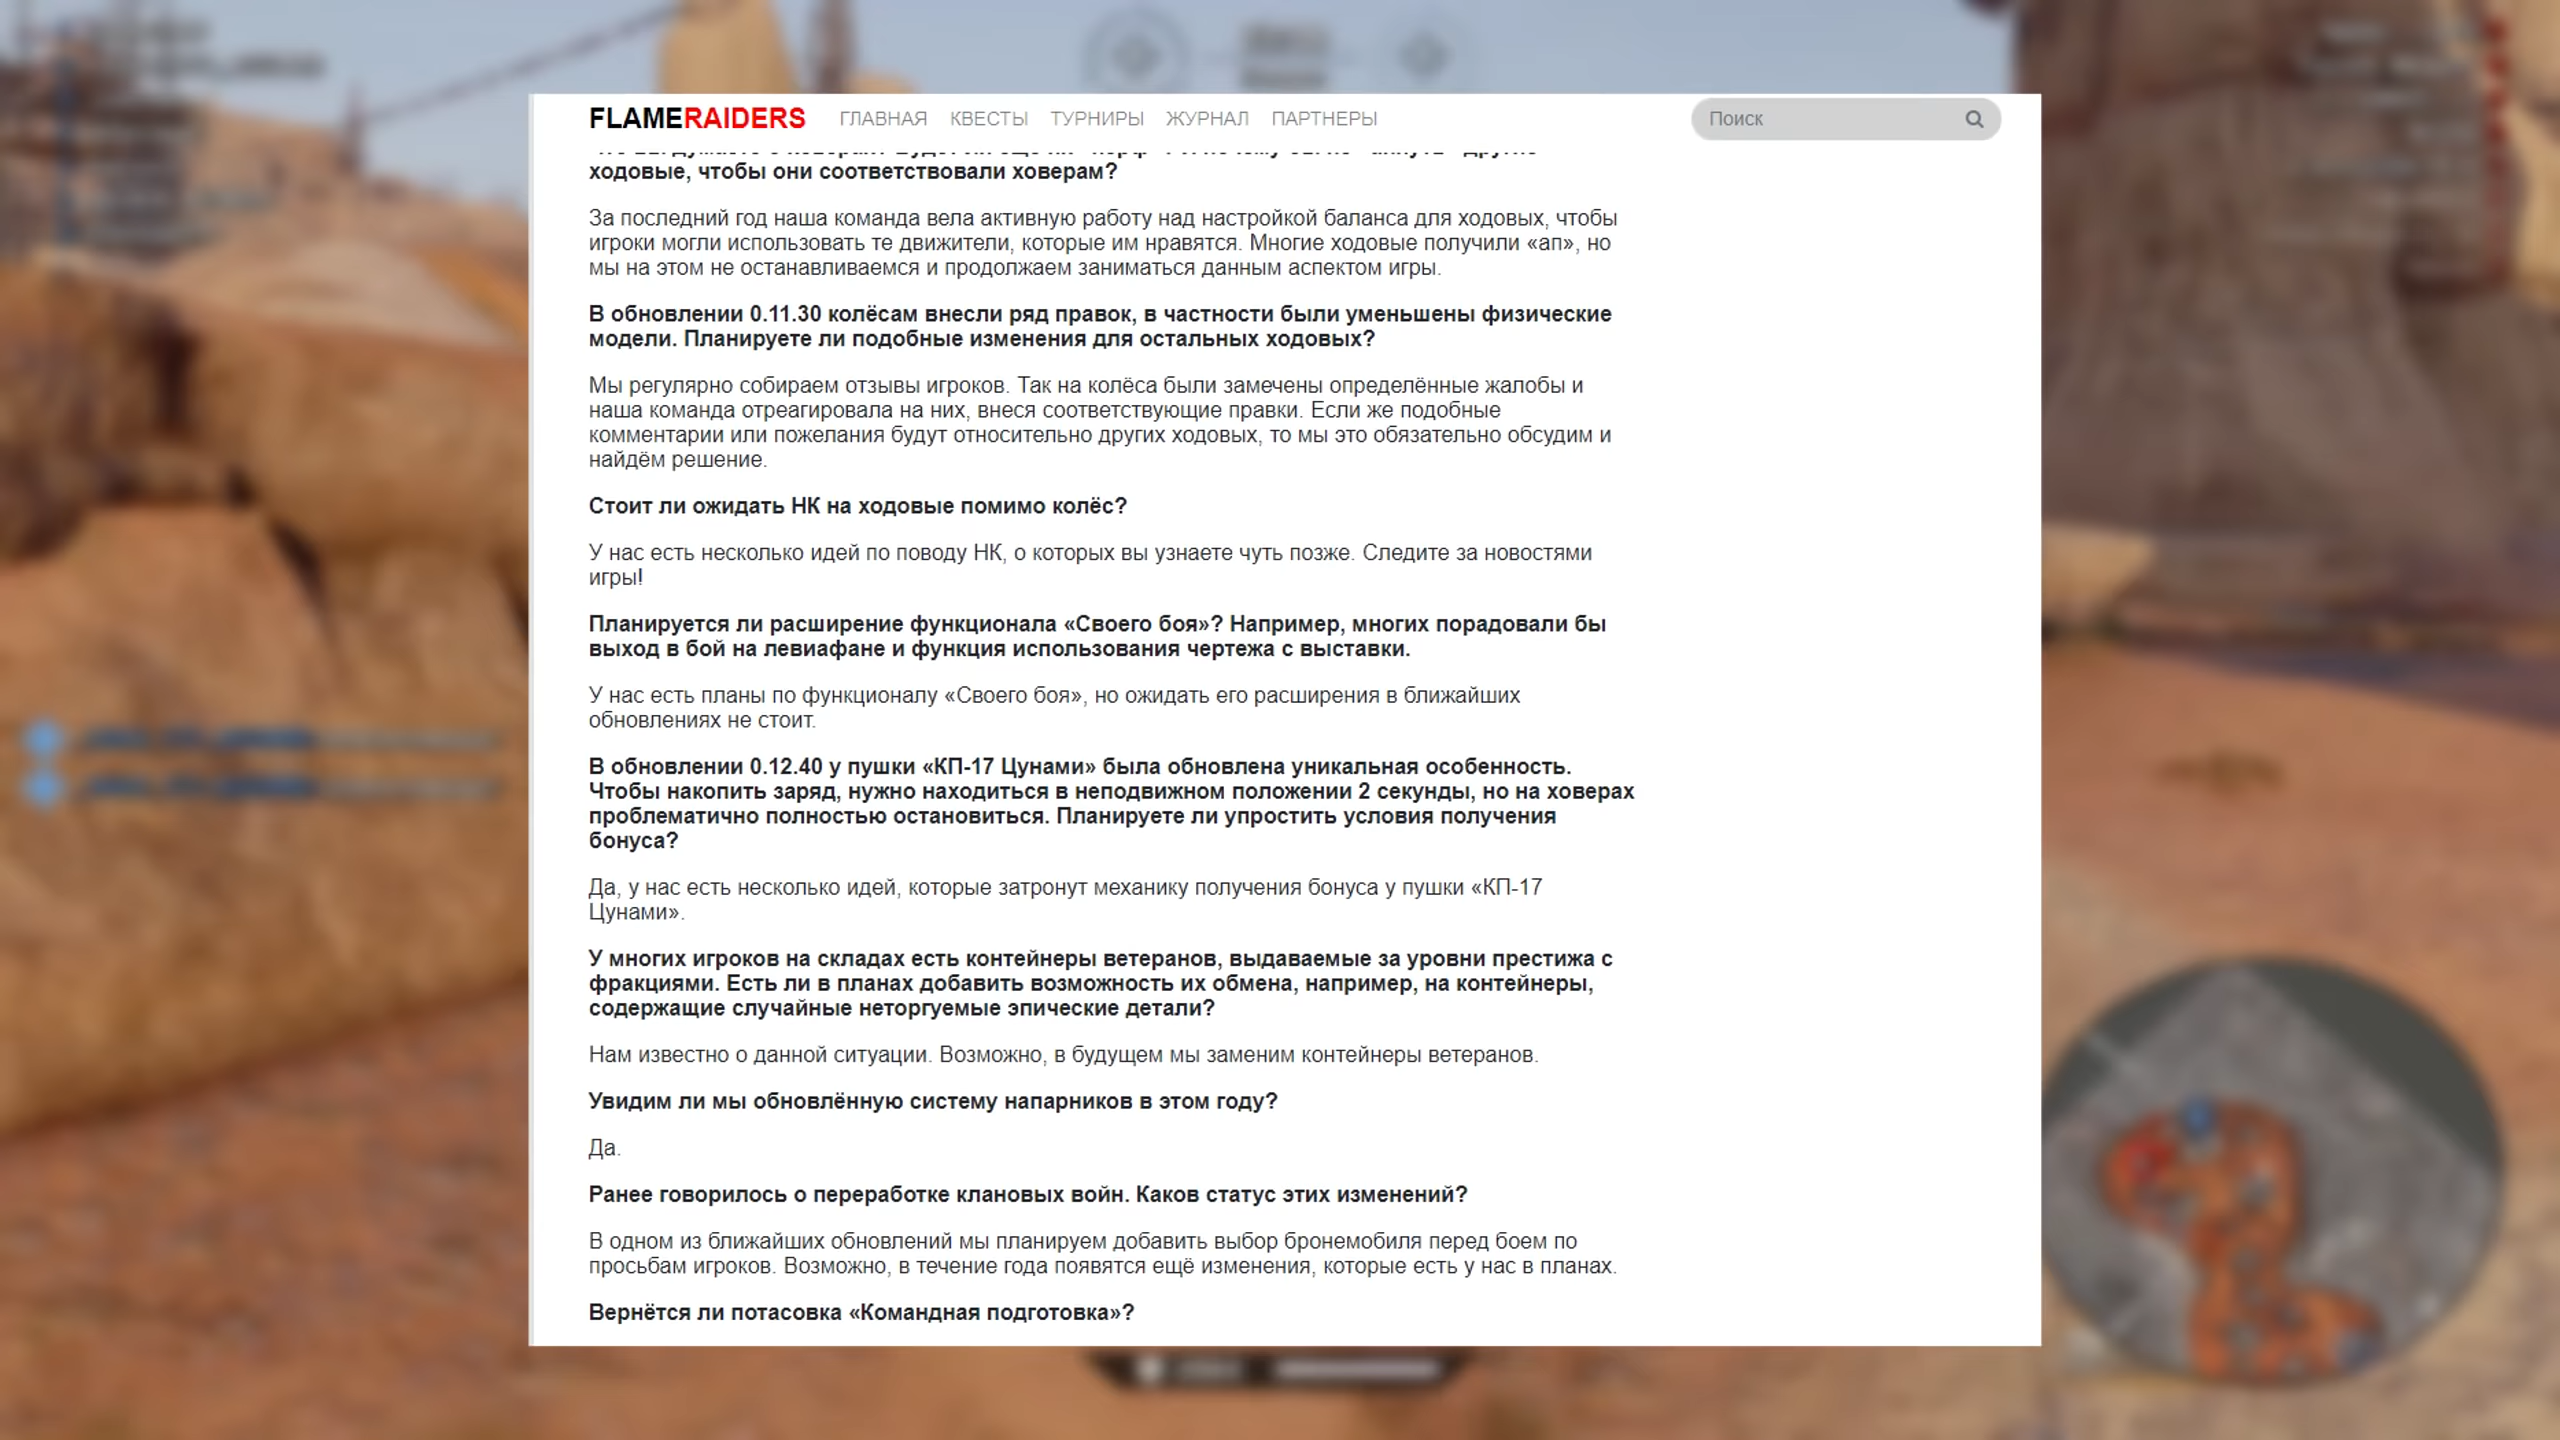 FLAMERAIDERS ГЛАВНАЯ КВЕСТЫ ТУРНИРЫ ЖУРНАЛ ПАРТНЕРЫ Поиск
ходовые, чтобы они соответствовали ховерам?
За последний год наша команда вела активную работу над настройкой баланса для ходовых, чтобы
игроки могли использовать те движители, которые им нравятся. Многие ходовые получили «ап», но
мы на этом не останавливаемся и продолжаем заниматься данным аспектом игры.
В обновлении 0.11.30 колёсам внесли ряд правок, в частности были уменьшены физические
модели. Планируете ли подобные изменения для остальных ходовых?
Мы регулярно собираем отзывы игроков. Так на колёса были замечены определённые жалобы и
наша команда отреагировала на них, внеся соответствующие правки. Если же подобные
комментарии или пожелания будут относительно других ходовых, то мы это обязательно обсудим и
найдём решение.
Стоит ли ожидать НК на ходовые помимо колёс?
У нас есть несколько идей по поводу НК, о которых вы узнаете чуть позже. Следите за новостями
игры!
Планируется ли расширение функционала «Своего боя»? Например, многих порадовали бы
выход в бой на левиафане и функция использования чертежа с выставки.
У нас есть планы по функционалу «Своего боя», но ожидать его расширения в ближайших
обновлениях не стоит.
В обновлении 0.12.40 у пушки «КП-17 Цунами» была обновлена уникальная особенность.
Чтобы накопить заряд, нужно находиться в неподвижном положении 2 секунды, но на ховерах
проблематично полностью остановиться. Планируете ли упростить условия получения
бонуса?
Да, у нас есть несколько идей, которые затронут механику получения бонуса у пушки «КП-17
Цунами».
У многих игроков на складах есть контейнеры ветеранов, выдаваемые за уровни престижа с
фракциями. Есть ли в планах добавить возможность их обмена, например, на контейнеры,
содержащие случайные неторгуемые эпические детали?
Нам известно о данной ситуации. Возможно, в будущем мы заменим контейнеры ветеранов.
Увидим ли мы обновлённую систему напарников в этом году?
Да.
Ранее говорилось о переработке клановых войн. Каков статус этих изменений?
В одном из ближайших обновлений мы планируем добавить выбор бронемобиля перед боем по
просьбам игроков. Возможно, в течение года появятся ещё изменения, которые есть у нас в планах.
Вернётся ли потасовка «Командная подготовка»?